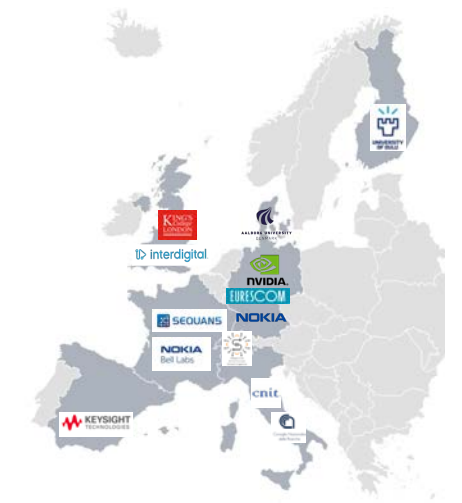 UNIVERSITY
OF OULU
KING'S
College
LONDON
AALBORG UNIVERSITY
DENMARK
interdigital
NVIDIA.
EURESCOM
SEQUANS
NOKIA
NOKIA
Bell Labs
cnit
KEYSIGHT
TECHNOLOGIES